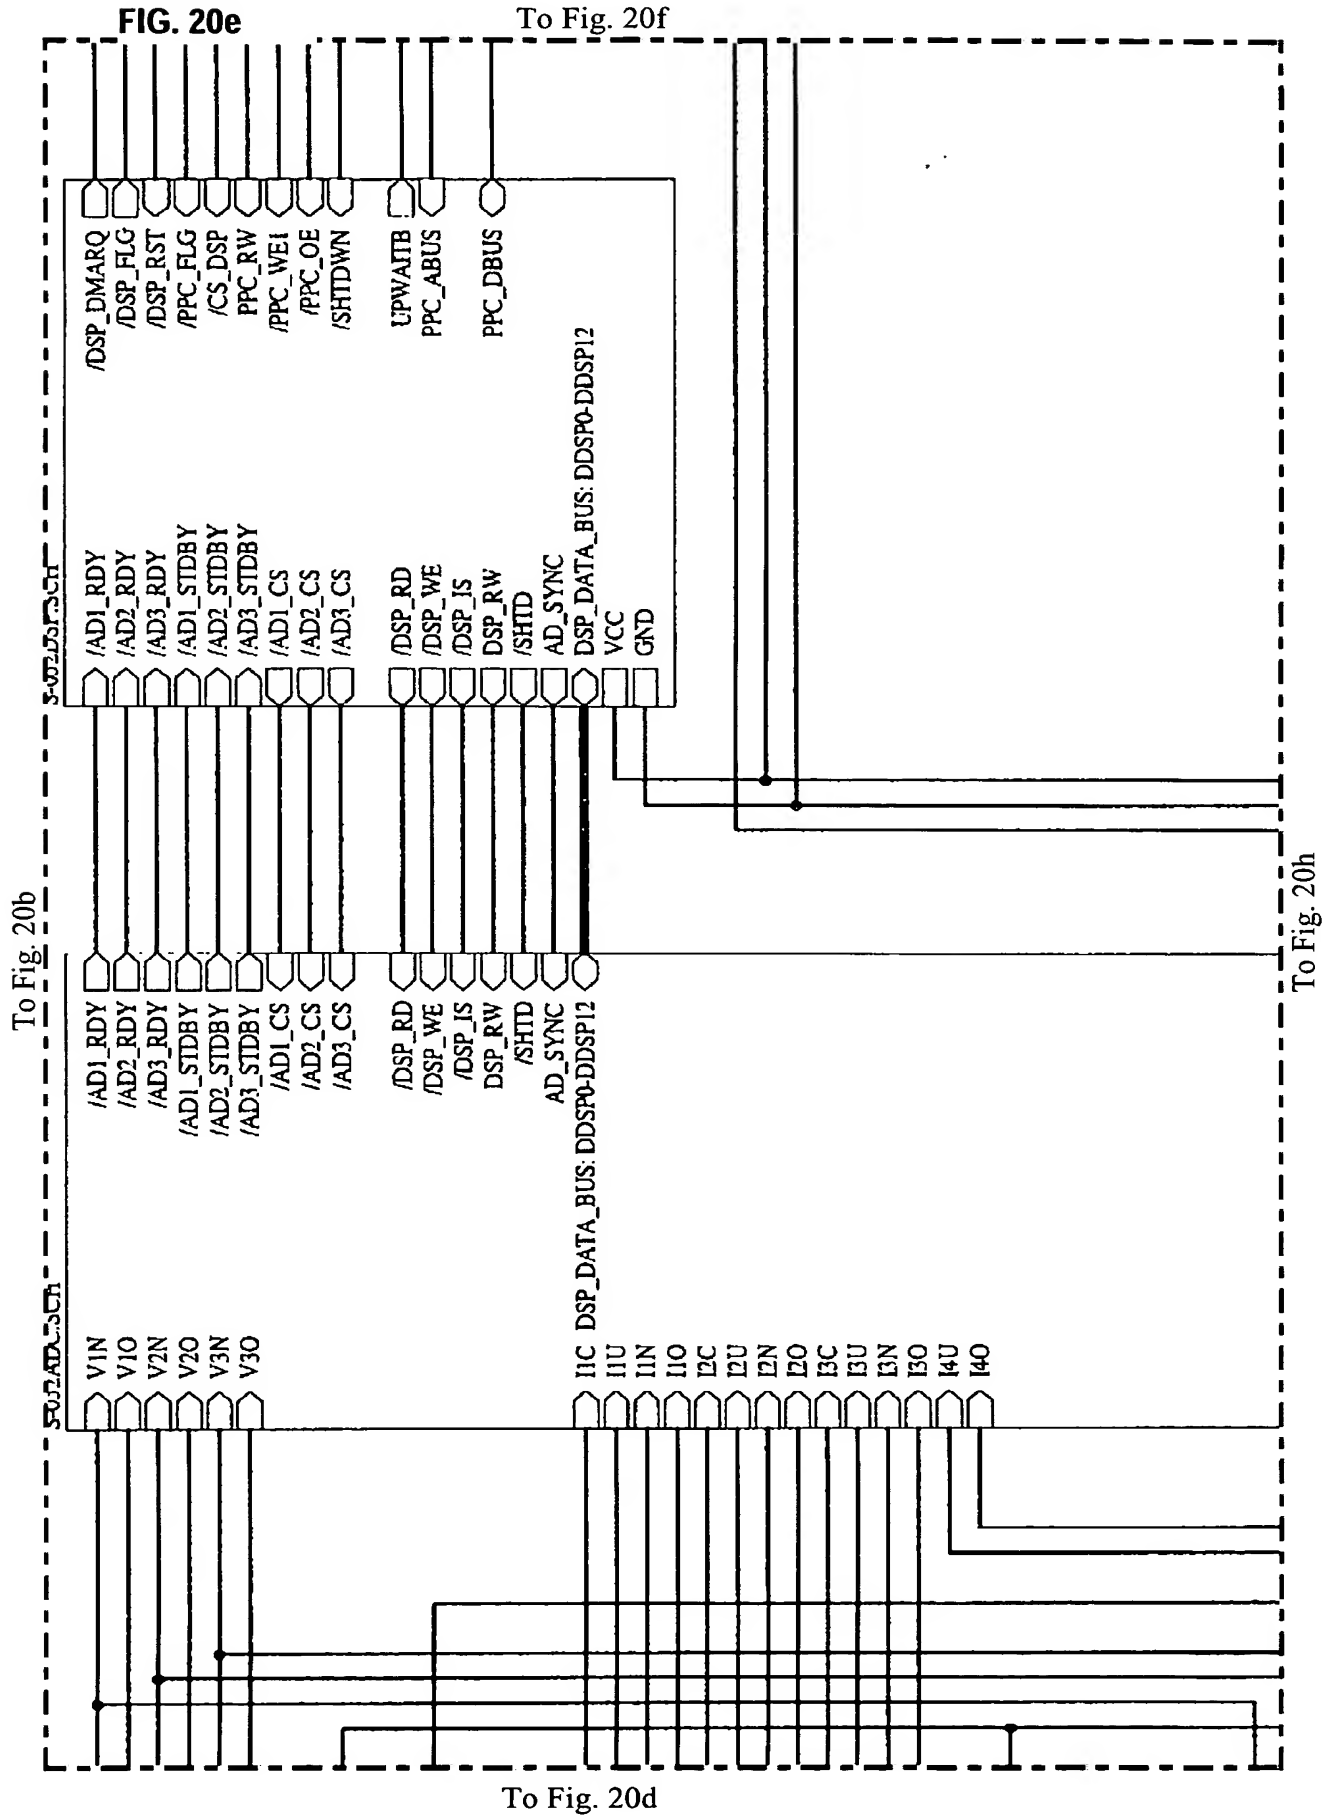 FIG. 20e
To Fig. 20f
/DSP_DMARQ
/DSP_FLG
/DSP_RST
/PPC_FLG
/CS_DSP
PPC_RW
/PPC_WE1
/PPC_OE
/SHTDWN
UPWAITB
PPC_ABUS
PPC_DBUS
/AD1_RDY
/AD2_RDY
/AD3_RDY
/AD1_STDBY
/AD2_STDBY
/AD3_STDBY
/AD1_CS
/AD2_CS
/AD3_CS
/DSP_RD
/DSP_WE
/DSP_IS
DSP_RW
/SHTD
AD_SYNC
DSP_DATA_BUS: DDSP0-DDSP12
VCC
GND
To Fig. 20b
To Fig. 20h
/AD1_RDY
/AD2_RDY
/AD3_RDY
/AD1_STDBY
/AD2_STDBY
/AD3_STDBY
/AD1_CS
/AD2_CS
/AD3_CS
/DSP_RD
/DSP_WE
/DSP_IS
DSP_RW
/SHTD
AD_SYNC
DSP_DATA_BUS: DDSP0-DDSP12
V1N
V1O
V2N
V2O
V3N
V3O
I1C
I1U
I1N
I1O
I2C
I2U
I2N
I2O
I3C
I3U
I3N
I3O
I4U
I4O
To Fig. 20d